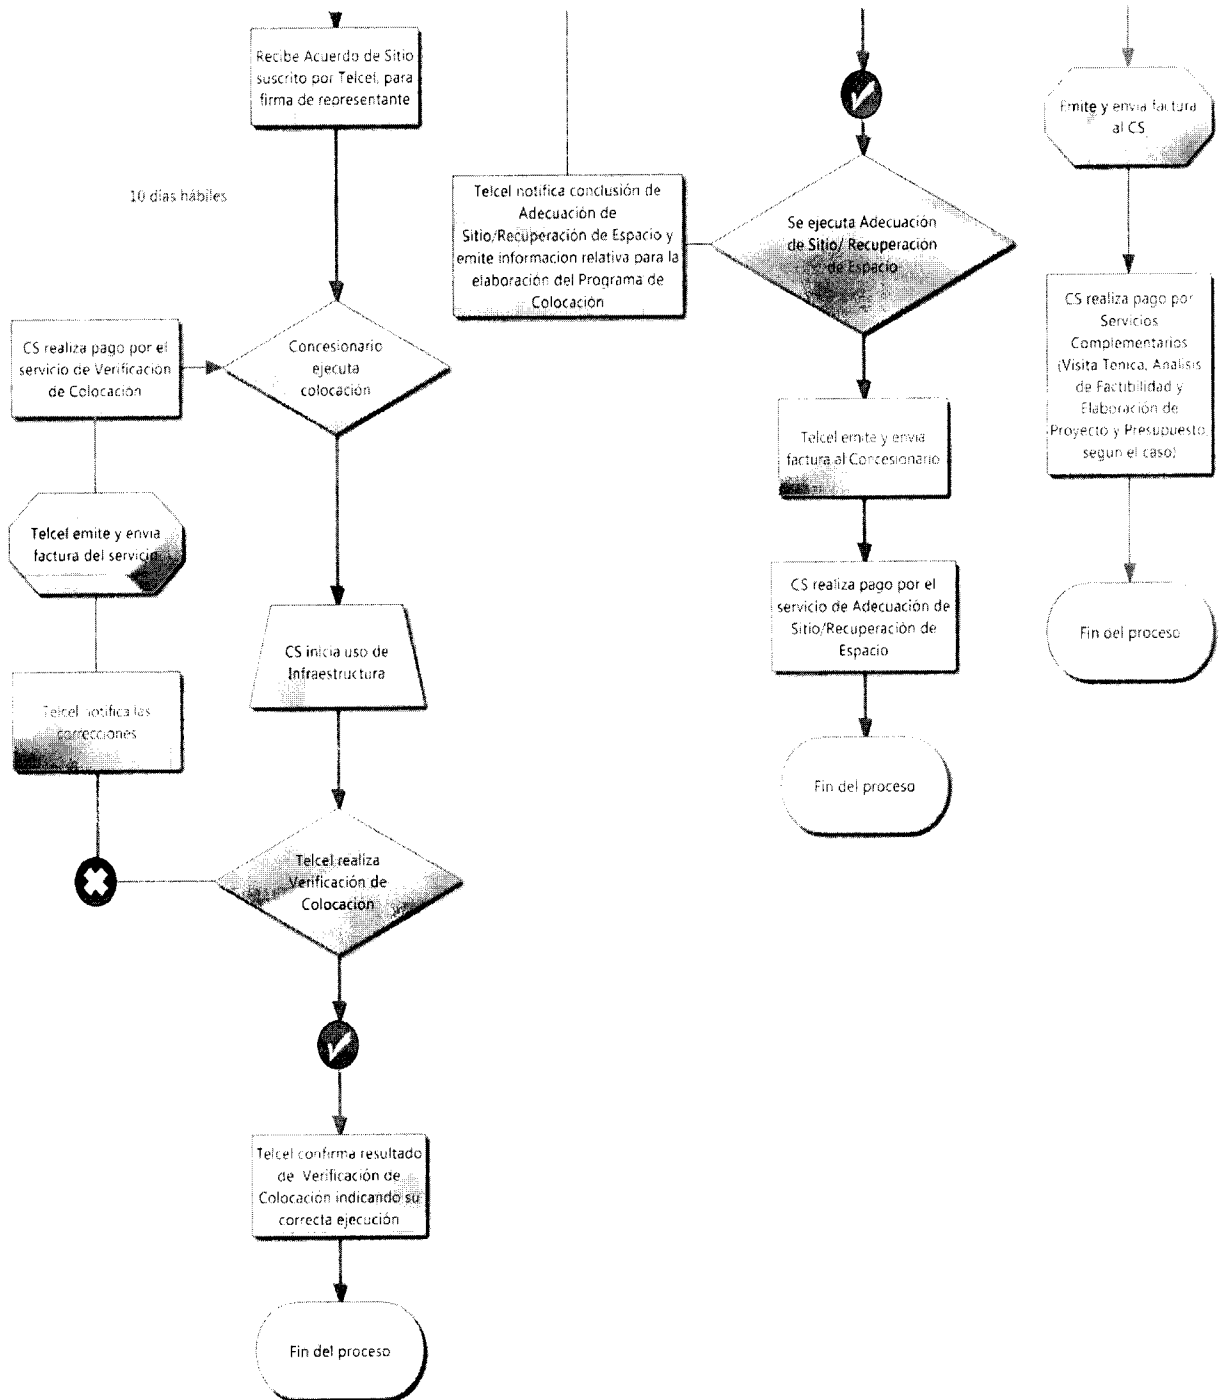 Recibe Acuerdo de Sitio
suscrito por Telcel, para
firma de representante
10 días hábiles
Concesionario
ejecuta
colocación
CS realiza pago por el
servicio de Verificación
de Colocación
Telcel emite y envia
factura del servicio
Telcel notifica las
correcciones
CS inicia uso de
Infraestructura
Telcel realiza
Verificación de
Colocación
Telcel confirma resultado
de Verificación de
Colocación indicando su
correcta ejecución
Fin del proceso
Telcel notifica conclusión de
Adecuación de
Sitio/Recuperación de Espacio y
emite informacion relativa para la
elaboración del Programa de
Colocación
Se ejecuta Adecuación
de Sitio/ Recuperación
de Espacio
Telcel emite y envia
factura al Concesionario
CS realiza pago por el
servicio de Adecuación de
Sitio/Recuperación de
Espacio
Fin del proceso
Emite y envia factura
al CS
CS realiza pago por
Servicios
Complementarios
(Visita Tenica, Analisis
de Factibilidad y
Elaboración de
Proyecto y Presupuesto
segun el caso)
Fin del proceso